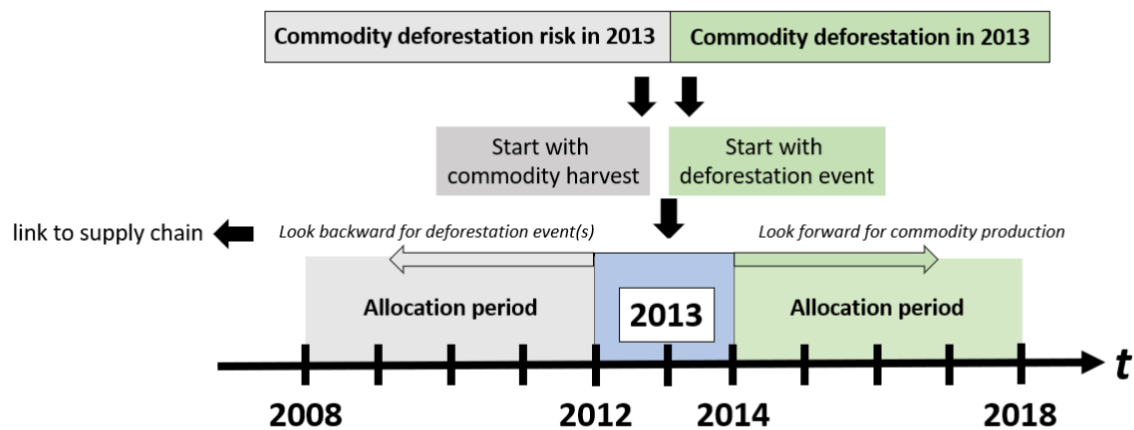 Commodity deforestation risk in 2013
Commodity deforestation in 2013
Start with
commodity harvest
Start with
deforestation event
link to supply chain
Look backward for deforestation event(s)
Look forward for commodity production
Allocation period
2013
Allocation period
t
2008
2012
2014
2018